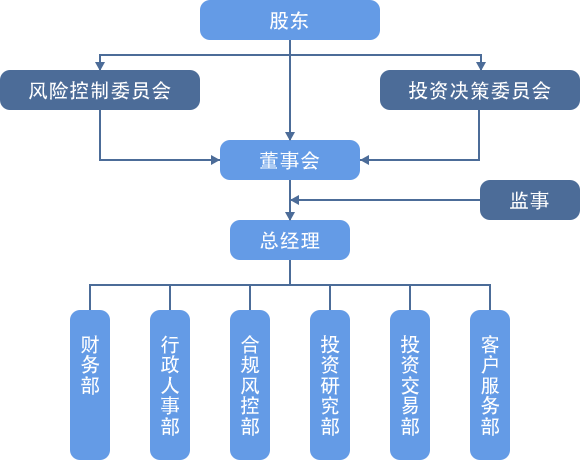 股东
风险控制委员会
投资决策委员会
董事会
监事
总经理
财务部
行政人事部
合规风控部
投资研究部
投资交易部
客户服务部